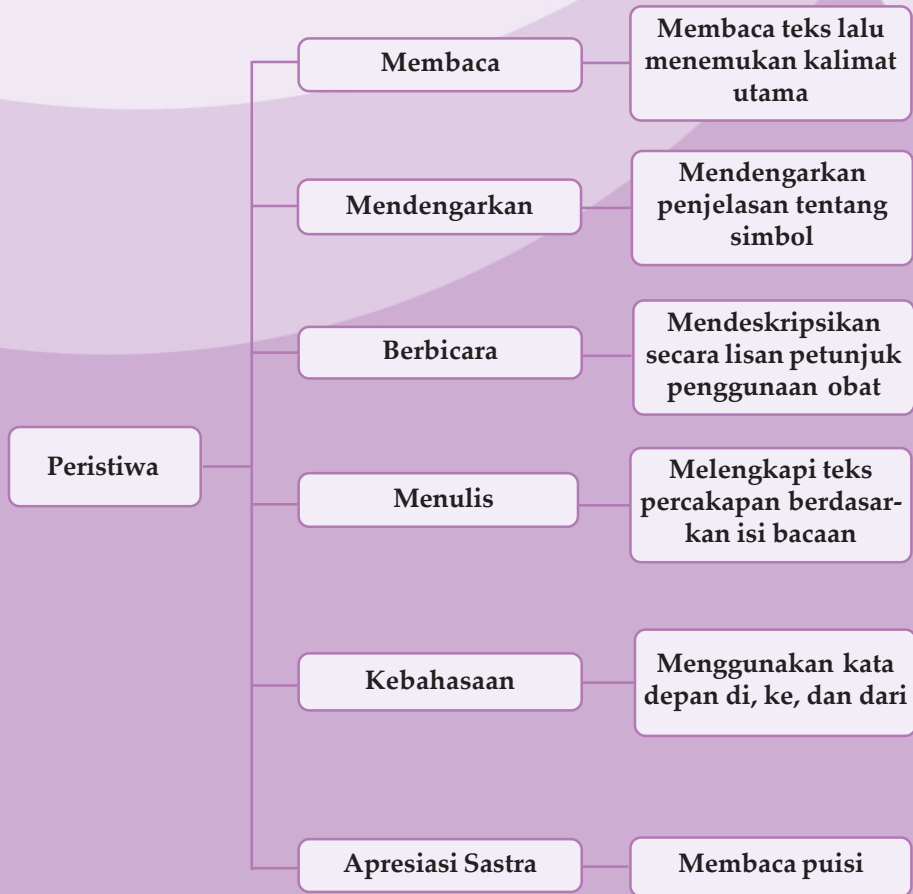 Membaca
Membaca teks lalu
menemukan kalimat
utama
Mendengarkan
Mendengarkan
penjelasan tentang
simbol
Berbicara
Mendeskripsikan
secara lisan petunjuk
penggunaan obat
Peristiwa
Menulis
Melengkapi teks
percakapan berdasar-
kan isi bacaan
Kebahasaan
Menggunakan kata
depan di, ke, dan dari
Apresiasi Sastra
Membaca puisi